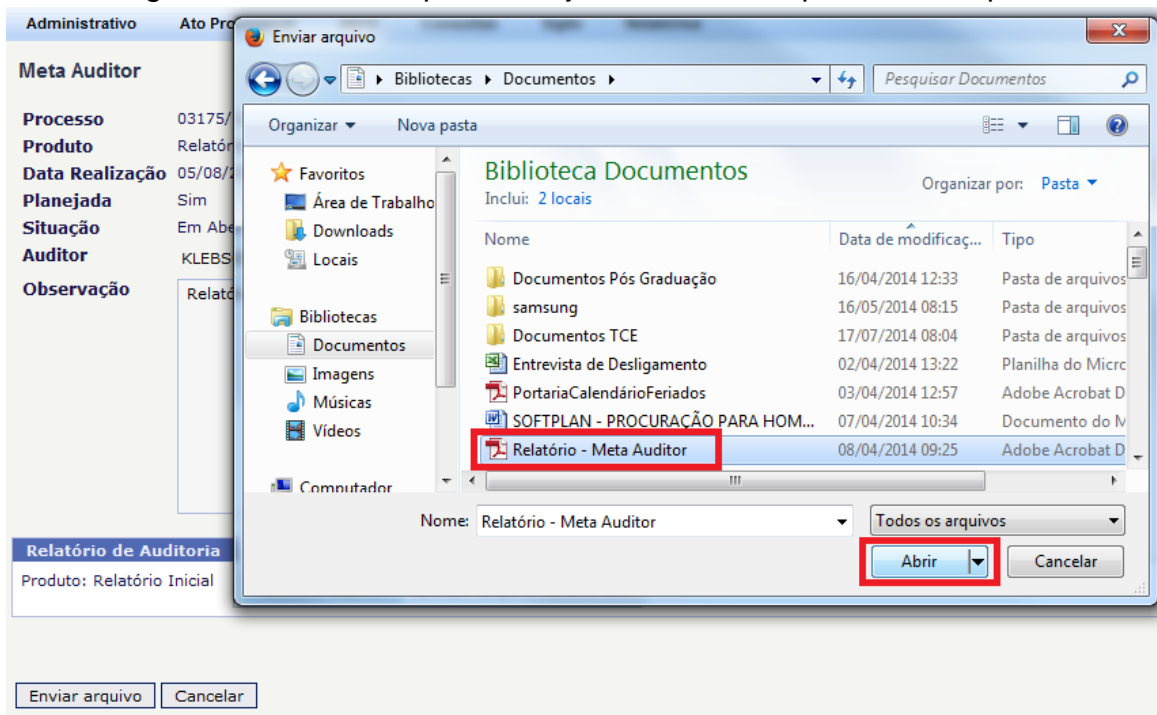 Administrativo Ato Pro
Enviar arquivo
Meta Auditor
Bibliotecas Documentos
Pesquisar Documentos
Processo 03175/
Produto Relatór
Data Realização 05/08/2
Planejada Sim
Situação Em Abe
Auditor KLEBS
Observação Relató
Organizar Nova pasta
Favoritos
Área de Trabalho
Downloads
Locais
Bibliotecas
Documentos
Imagens
Músicas
Vídeos
Computador
Biblioteca Documentos
Inclui: 2 locais
Organizar por: Pasta
Nome Data de modificaç... Tipo
Documentos Pós Graduação 16/04/2014 12:33 Pasta de arquivos
samsung 16/05/2014 08:15 Pasta de arquivos
Documentos TCE 17/07/2014 08:04 Pasta de arquivos
Entrevista de Desligamento 02/04/2014 13:22 Planilha do Micro
PortariaCalendárioFeriados 03/04/2014 12:57 Adobe Acrobat D
SOFTPLAN - PROCURAÇÃO PARA HOM... 07/04/2014 10:34 Documento do M
Relatório - Meta Auditor 08/04/2014 09:25 Adobe Acrobat D
Nome: Relatório - Meta Auditor Todos os arquivos
Abrir Cancelar
Relatório de Auditoria
Produto: Relatório Inicial
Enviar arquivo Cancelar